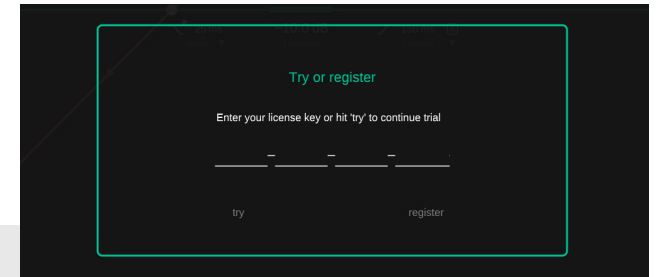 Try or register
Enter your license key or hit 'try' to continue trial
try register